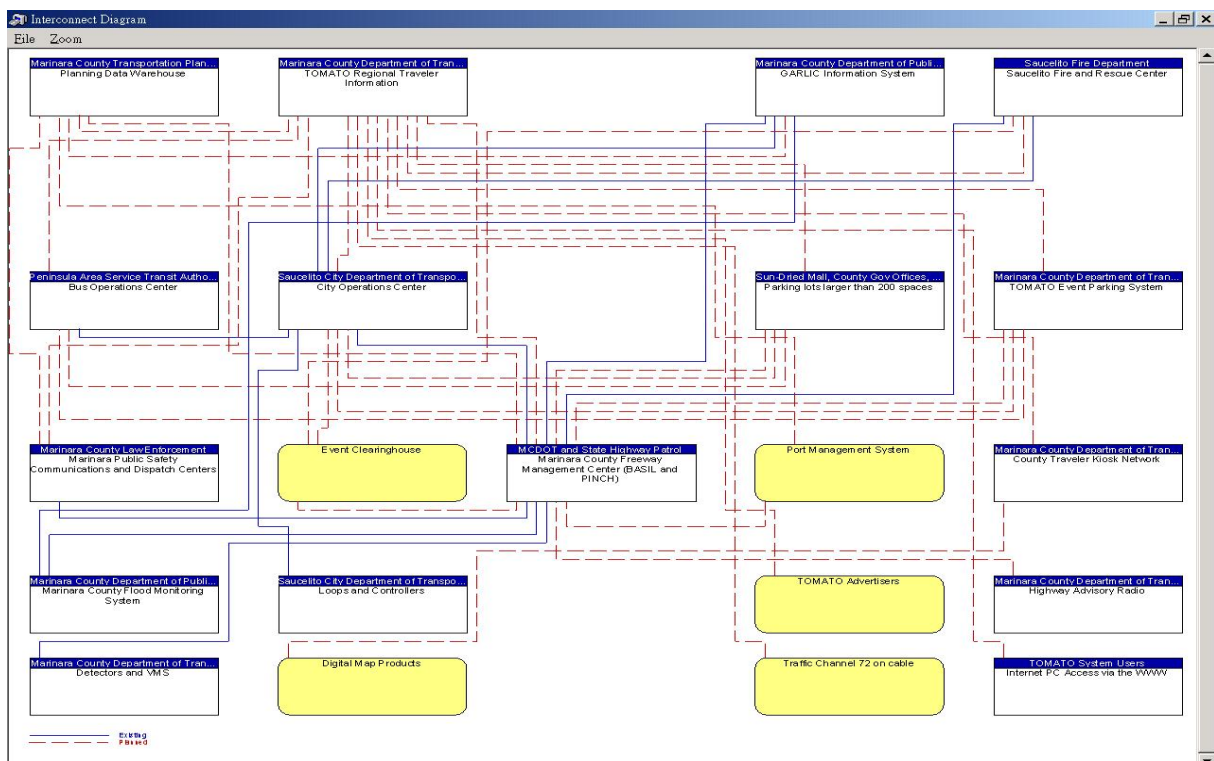 Interconnect Diagram
File Zoom
Marinara County Transportation Plan...
Planning Data Warehouse
Marinara County Department of Tran...
TOMATO Regional Traveler
Information
Marinara County Department of Publi...
GARLIC Information System
Saucelito Fire Department
Saucelito Fire and Rescue Center
Peninsula Area Service Transit Autho...
Bus Operations Center
Saucelito City Department of Transpo...
City Operations Center
Sun-Dried Mall, County Gov Offices, ...
Parking lots larger than 200 spaces
Marinara County Department of Tran...
TOMATO Event Parking System
Marinara County Law Enforcement
Marinara Public Safety
Communications and Dispatch Centers
Event Clearinghouse
MCDOT and State Highway Patrol
Marinara County Freeway
Management Center (BASIL and
PINCH)
Port Management System
Marinara County Department of Tran...
County Traveler Kiosk Network
Marinara County Department of Publi...
Marinara County Flood Monitoring
System
Saucelito City Department of Transpo...
Loops and Controllers
TOMATO Advertisers
Marinara County Department of Tran...
Highway Advisory Radio
Marinara County Department of Tran...
Detectors and VMS
Digital Map Products
Traffic Channel 72 on cable
TOMATO System Users
Internet PC Access via the WWW
Existing
Planned